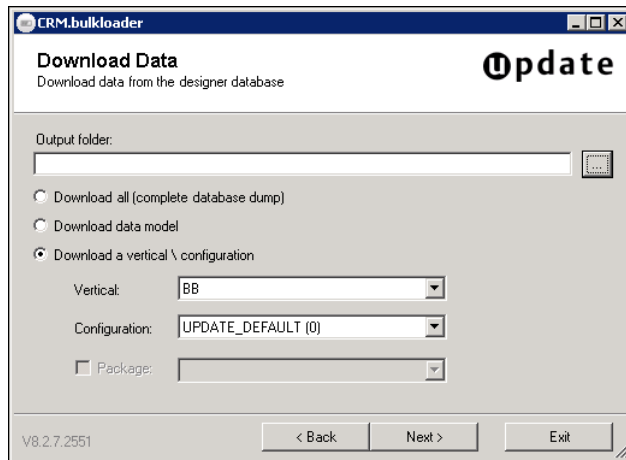 CRM.bulkloader
Download Data
Download data from the designer database
update
Output folder:
...
Download all (complete database dump)
Download data model
Download a vertical \ configuration
Vertical:
BB
Configuration:
UPDATE_DEFAULT (0)
Package:
V8.2.7.2551
< Back
Next >
Exit